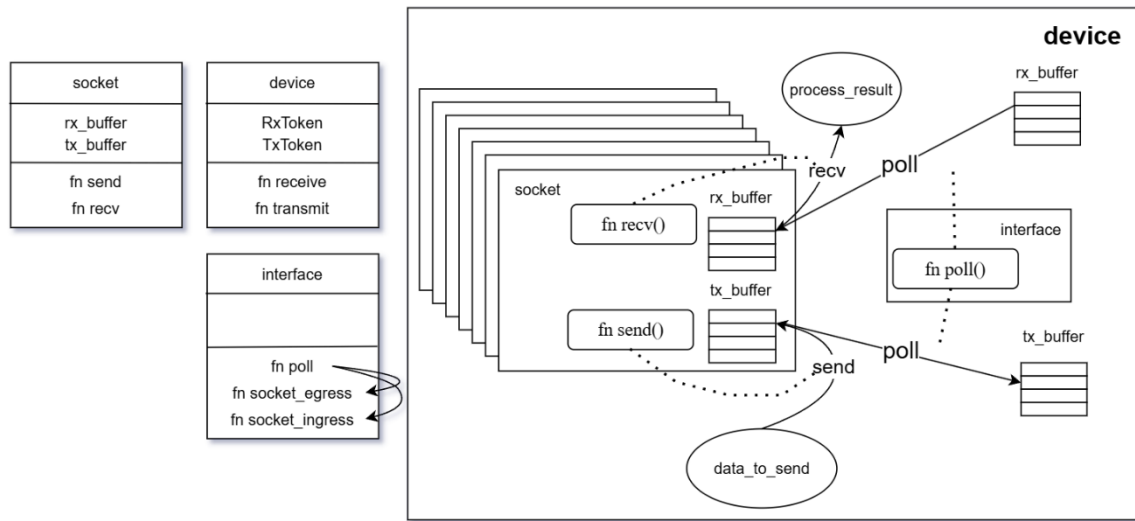 socket
rx_buffer
tx_buffer
fn send
fn recv
device
RxToken
TxToken
fn receive
fn transmit
interface
fn poll
fn socket_egress
fn socket_ingress
device
process_result
rx_buffer
recv
poll
socket
rx_buffer
fn recv()
interface
fn poll()
tx_buffer
fn send()
poll
send
tx_buffer
data_to_send